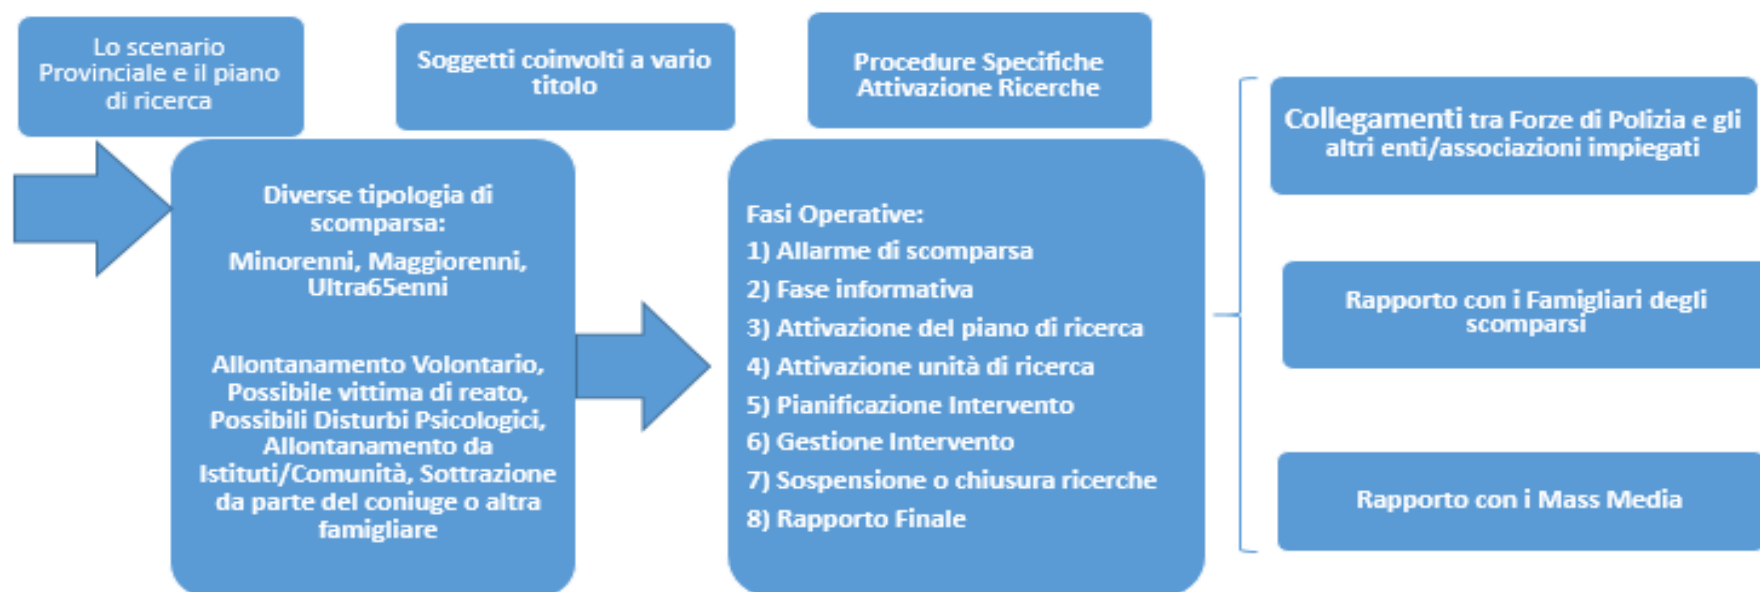 Lo scenario
Provinciale e il piano
di ricerca
Soggetti coinvolti a vario
titolo
Procedure Specifiche
Attivazione Ricerche
Diverse tipologia di
scomparsa:
Minorenni, Maggiorenni,
Ultra65enni
Allontanamento Volontario,
Possibile vittima di reato,
Possibili Disturbi Psicologici,
Allontanamento da
Istituti/Comunità, Sottrazione
da parte del coniuge o altra
famigliare
Fasi Operative:
1) Allarme di scomparsa
2) Fase informativa
3) Attivazione del piano di ricerca
4) Attivazione unità di ricerca
5) Pianificazione Intervento
6) Gestione Intervento
7) Sospensione o chiusura ricerche
8) Rapporto Finale
Collegamenti tra Forze di Polizia e gli
altri enti/associazioni impiegati
Rapporto con i Famigliari degli
scomparsi
Rapporto con i Mass Media